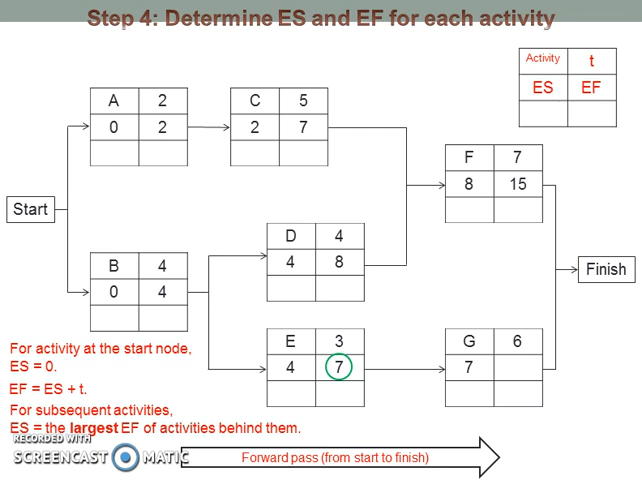 Step 4: Determine ES and EF for each activity
Activity t
ES EF
A 2
0 2
C 5
2 7
F 7
8 15
Start
D 4
4 8
B 4
0 4
Finish
E 3
4 7
G 6
7
For activity at the start node,
ES = 0.
EF = ES + t.
For subsequent activities,
ES = the largest EF of activities behind them.
RECORDED WITH
SCREENCAST MATIC
Forward pass (from start to finish)